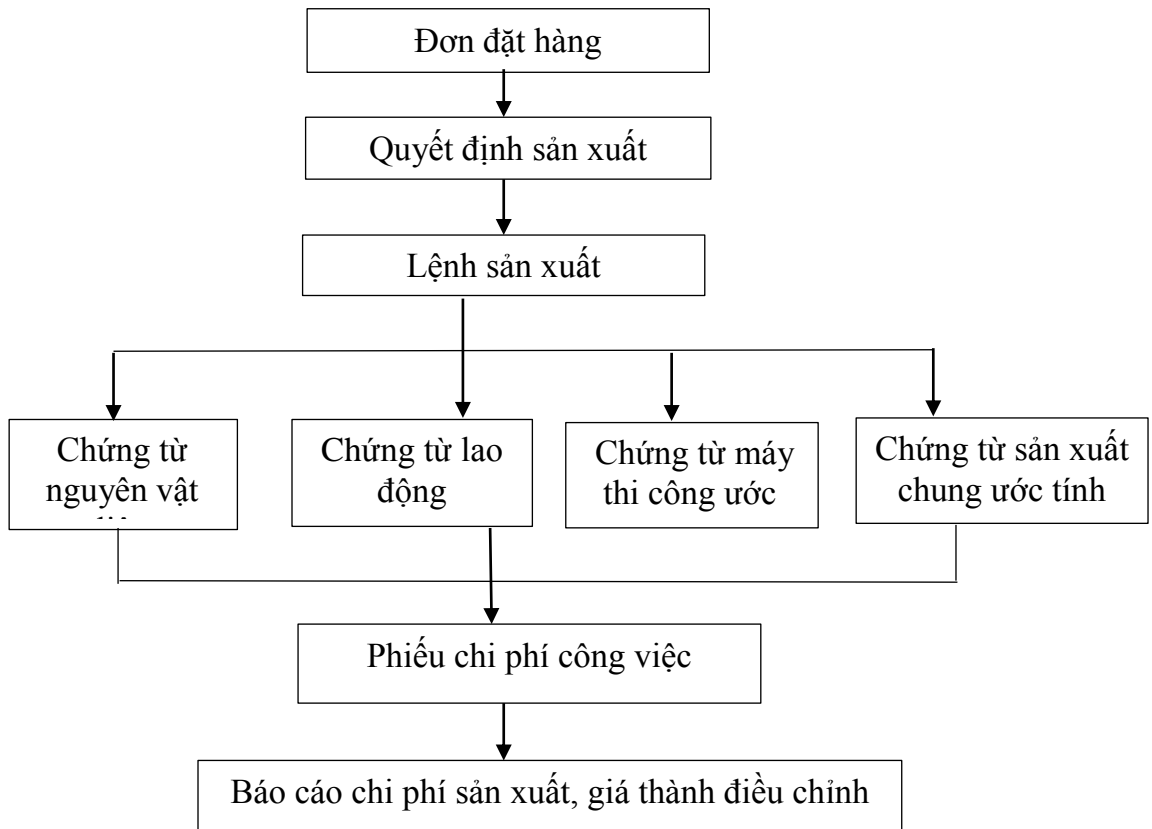 Đơn đặt hàng
Quyết định sản xuất
Lệnh sản xuất
Chứng từ
nguyên vật
Chứng từ lao
động
Chứng từ máy
thi công ước
Chứng từ sản xuất
chung ước tính
Phiếu chi phí công việc
Báo cáo chi phí sản xuất, giá thành điều chỉnh